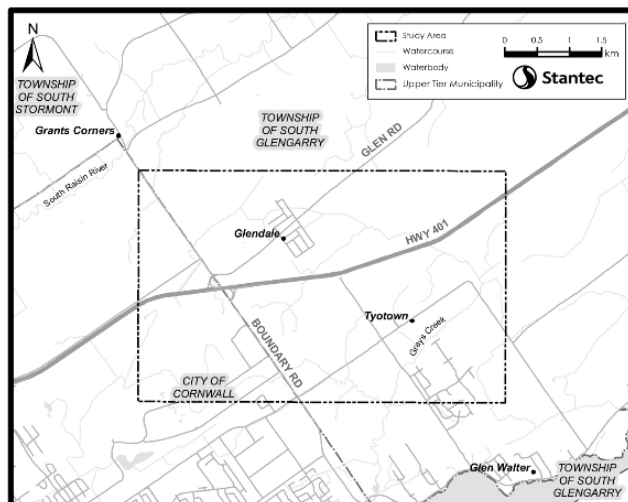 N
TOWNSHIP
OF SOUTH
STORMONT
Grants Corners
South Raisin River
TOWNSHIP
OF SOUTH
GLENGARRY
GLEN RD
Study Area
Watercourse
Waterbody
Upper Tier Municipality
0 0.5 1 1.5
km
Stantec
Glendale
HWY 401
BOUNDARY RD
Tyotown
Grays Creek
CITY OF
CORNWALL
Glen Walter
TOWNSHIP
OF SOUTH
GLENGARRY